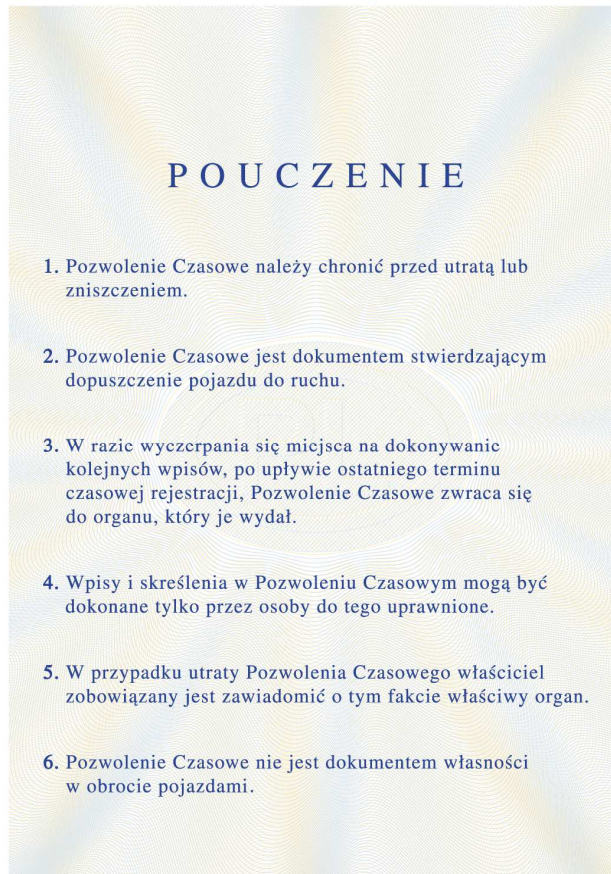 POUCZENIE
1. Pozwolenie Czasowe należy chronić przed utratą lub
zniszczeniem.
2. Pozwolenie Czasowe jest dokumentem stwierdzającym
dopuszczenie pojazdu do ruchu.
3. W razie wyczerpania się miejsca na dokonywanie
kolejnych wpisów, po upływie ostatniego terminu
czasowej rejestracji, Pozwolenie Czasowe zwraca się
do organu, który je wydał.
4. Wpisy i skreślenia w Pozwoleniu Czasowym mogą być
dokonane tylko przez osoby do tego uprawnione.
5. W przypadku utraty Pozwolenia Czasowego właściciel
zobowiązany jest zawiadomić o tym fakcie właściwy organ.
6. Pozwolenie Czasowe nie jest dokumentem własności
w obrocie pojazdami.